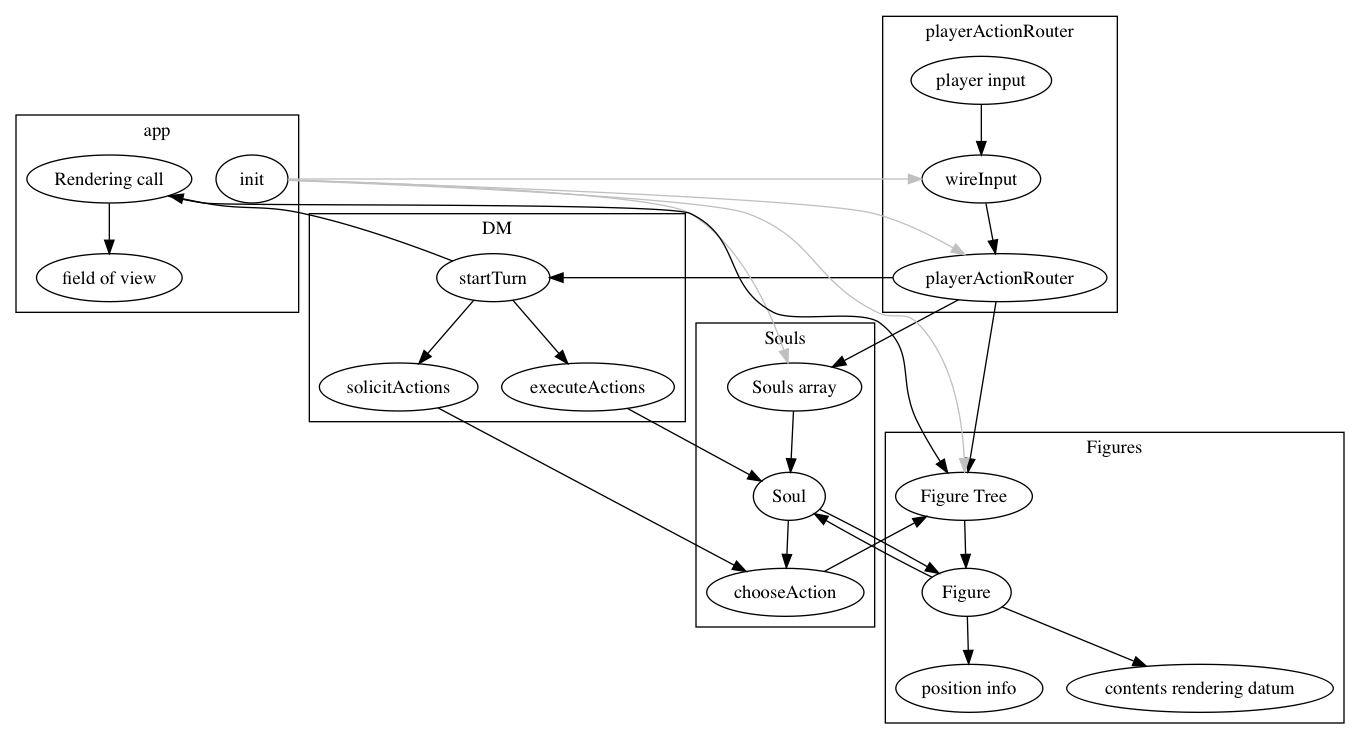 playerActionRouter
player input
app
Rendering call
init
wireInput
DM
field of view
startTurn
playerActionRouter
Souls
solicitActions
executeActions
Souls array
Figures
Soul
Figure Tree
chooseAction
Figure
position info
contents rendering datum